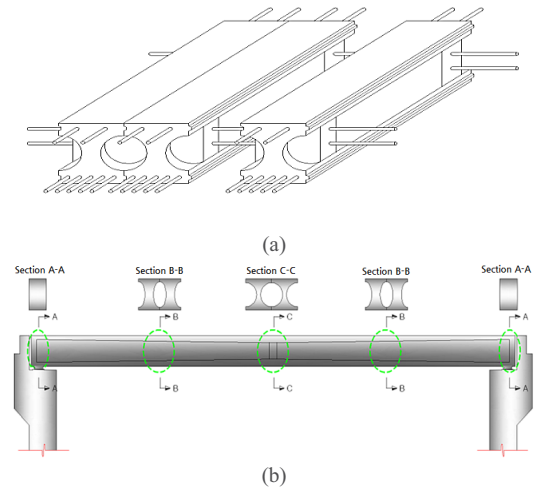 (a)
Section A-A Section B-B Section C-C Section B-B Section A-A
A B C B A
A B C B A
(b)